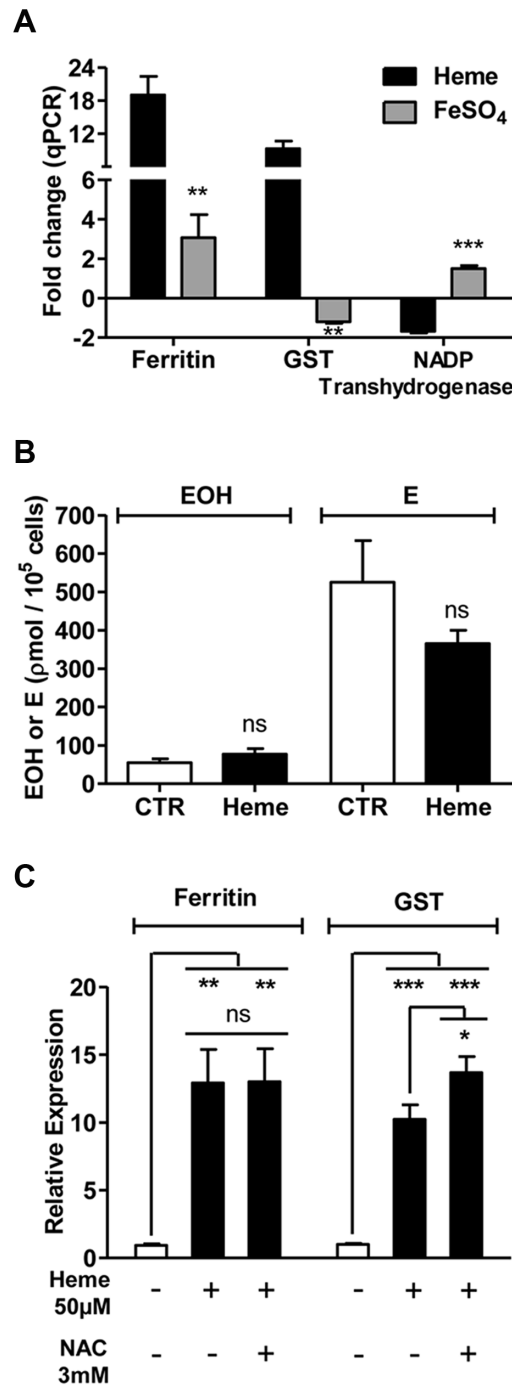 A
24
18
12
6
4
2
0
-2
Fold change (qPCR)
Heme
FeSO4
**
**
***
Ferritin
GST
NADP
Transhydrogenase
B
EOH
E
700
600
500
400
300
200
100
0
EOH or E (ρmol / 10⁵ cells)
ns
ns
CTR
Heme
CTR
Heme
C
Ferritin
GST
20
15
10
5
0
Relative Expression
** **
ns
*** ***
*
Heme
50µM
- + + - + +
NAC
3mM
- - + - - +